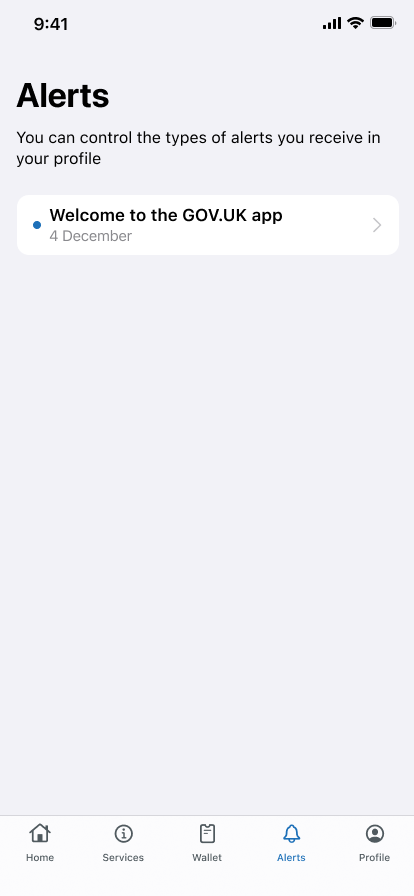 9:41
Alerts
You can control the types of alerts you receive in
your profile
Welcome to the GOV.UK app
4 December
Home
Services
Wallet
Alerts
Profile